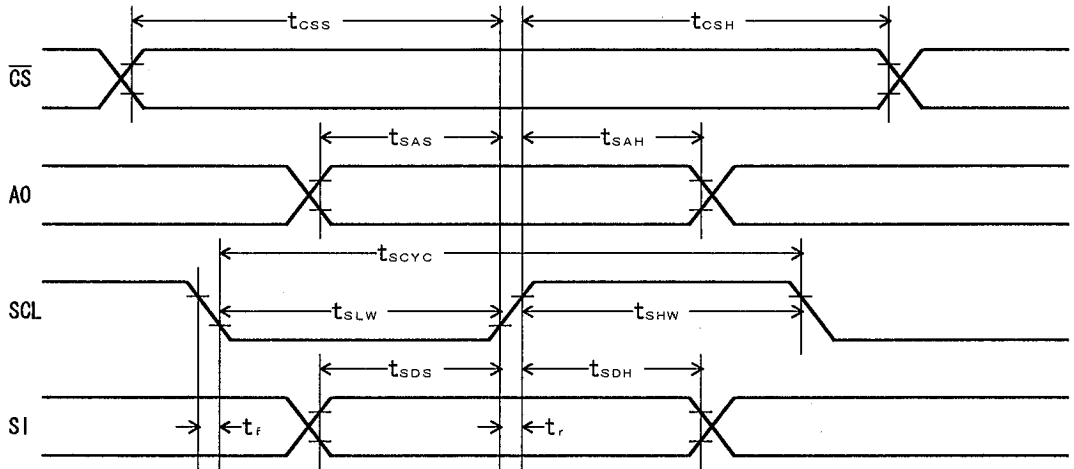 tCSS tCSH
CS
tSAS tSAH
A0
tSCYC
SCL
tSLW tSHW
tSDS tSDH
SI
tf tr